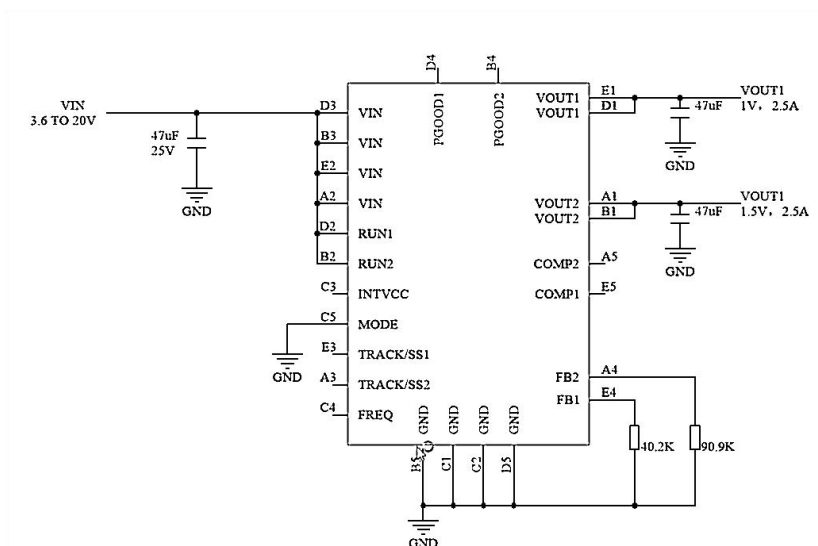 VIN
3.6 TO 20V
47uF
25V
GND
D4
B4
PGOOD1
PGOOD2
D3
VIN
B3
VIN
E2
VIN
A2
VIN
D2
RUN1
B2
RUN2
C3
INTVCC
C5
MODE
GND
E3
TRACK/SS1
A3
TRACK/SS2
C4
FREQ
VOUT1
E1
VOUT1
D1
47uF
GND
VOUT1
1V, 2.5A
VOUT2
A1
VOUT2
B1
47uF
GND
VOUT1
1.5V, 2.5A
COMP2
A5
COMP1
E5
FB2
A4
FB1
E4
40.2K
90.9K
GND
GND
GND
GND
C1
C2
D5
GND